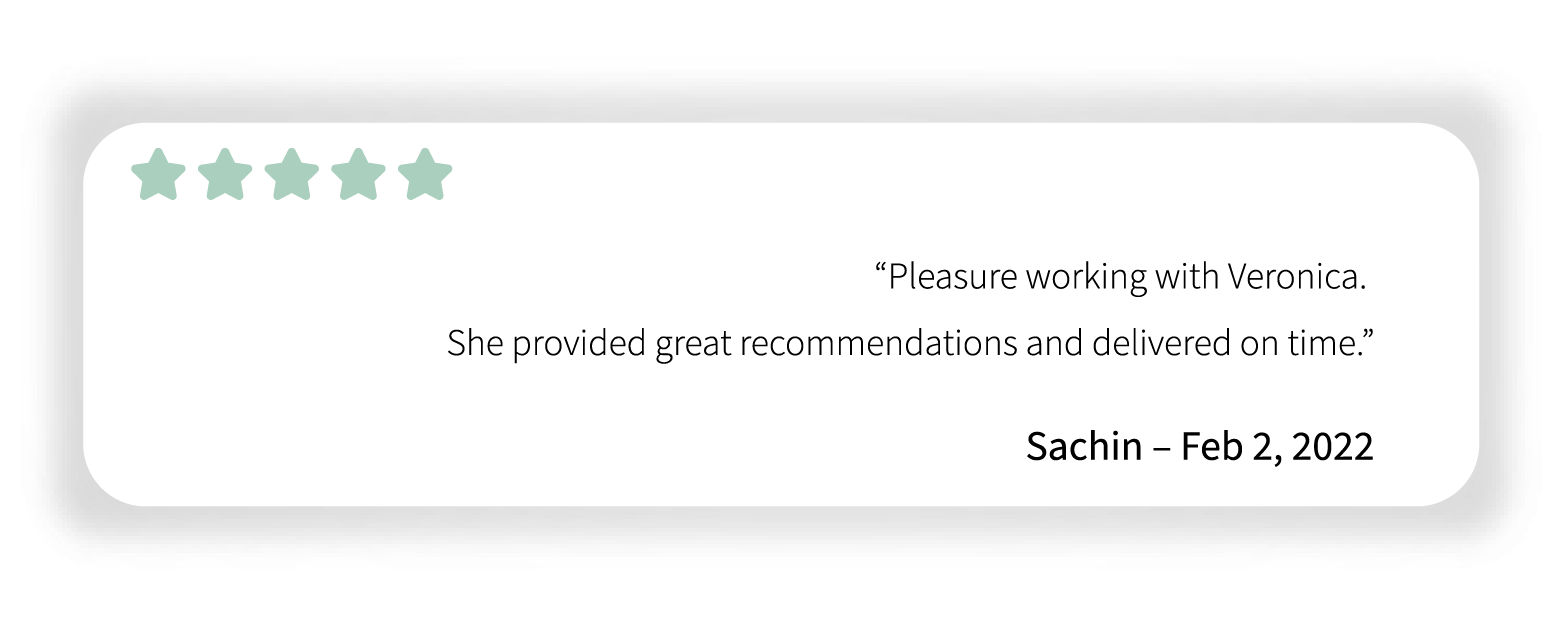 “Pleasure working with Veronica.
She provided great recommendations and delivered on time.”
Sachin – Feb 2, 2022